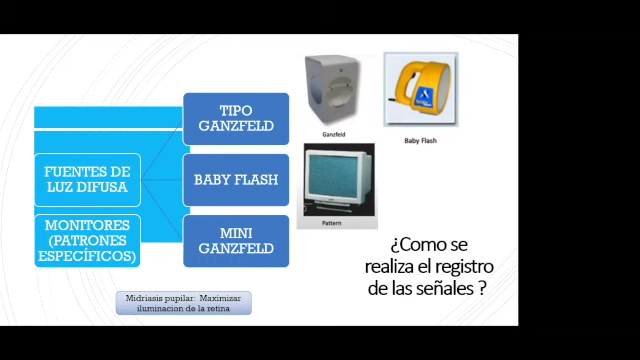 TIPO
GANZFELD
FUENTES DE
LUZ DIFUSA
BABY FLASH
MONITORES
(PATRONES
ESPECÍFICOS)
MINI
GANZFELD
Ganzfeld
Baby Flash
Pattern
¿Como se
realiza el registro
de las señales ?
Midriasis pupilar: Maximizar
iluminacion de la retina